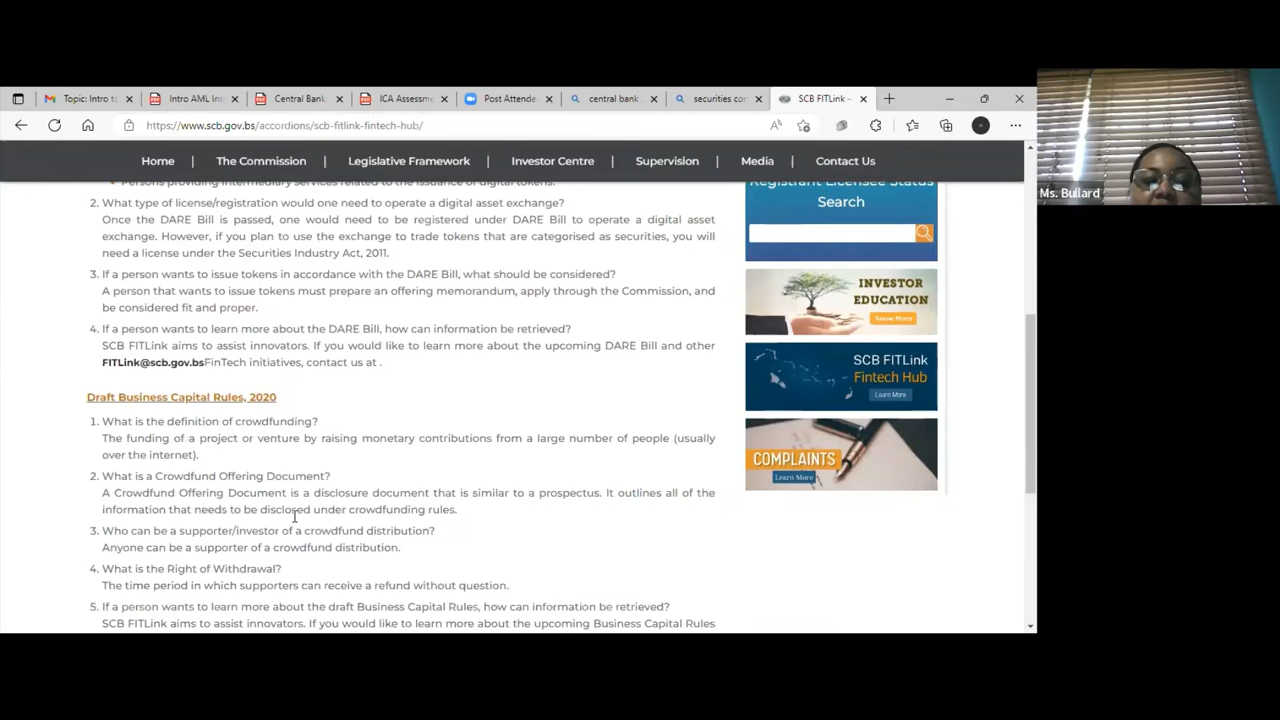 Topic: Intro to
Intro AML Ins
Central Bank
ICA Assessme
Post Attende
central bank
securities cor
SCB FITLink –
https://www.scb.gov.bs/accordions/scb-fitlink-fintech-hub/
Home | The Commission | Legislative Framework | Investor Centre | Supervision | Media | Contact Us
Persons providing intermediary services related to the issuance of digital tokens.
2. What type of license/registration would one need to operate a digital asset exchange?
Once the DARE Bill is passed, one would need to be registered under DARE Bill to operate a digital asset
exchange. However, if you plan to use the exchange to trade tokens that are categorised as securities, you will
need a license under the Securities Industry Act, 2011.
3. If a person wants to issue tokens in accordance with the DARE Bill, what should be considered?
A person that wants to issue tokens must prepare an offering memorandum, apply through the Commission, and
be considered fit and proper.
4. If a person wants to learn more about the DARE Bill, how can information be retrieved?
SCB FITLink aims to assist innovators. If you would like to learn more about the upcoming DARE Bill and other
FITLink@scb.gov.bsFinTech initiatives, contact us at .
Draft Business Capital Rules, 2020
1. What is the definition of crowdfunding?
The funding of a project or venture by raising monetary contributions from a large number of people (usually
over the internet).
2. What is a Crowdfund Offering Document?
A Crowdfund Offering Document is a disclosure document that is similar to a prospectus. It outlines all of the
information that needs to be disclosed under crowdfunding rules.
3. Who can be a supporter/investor of a crowdfund distribution?
Anyone can be a supporter of a crowdfund distribution.
4. What is the Right of Withdrawal?
The time period in which supporters can receive a refund without question.
5. If a person wants to learn more about the draft Business Capital Rules, how can information be retrieved?
SCB FITLink aims to assist innovators. If you would like to learn more about the upcoming Business Capital Rules
Registrant Licensee Status
Search
INVESTOR
EDUCATION
Know More
SCB FITLink
Fintech Hub
Learn More
COMPLAINTS
Learn More
Ms. Bullard